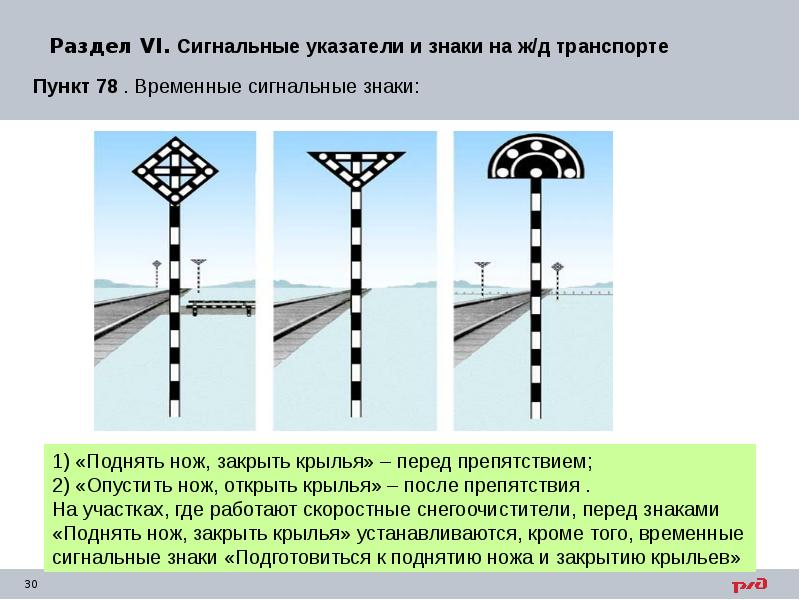 Раздел VI. Сигнальные указатели и знаки на ж/д транспорте
Пункт 78 . Временные сигнальные знаки:
1) «Поднять нож, закрыть крылья» – перед препятствием;
2) «Опустить нож, открыть крылья» – после препятствия .
На участках, где работают скоростные снегоочистители, перед знаками
«Поднять нож, закрыть крылья» устанавливаются, кроме того, временные
сигнальные знаки «Подготовиться к поднятию ножа и закрытию крыльев»
30
РЖД